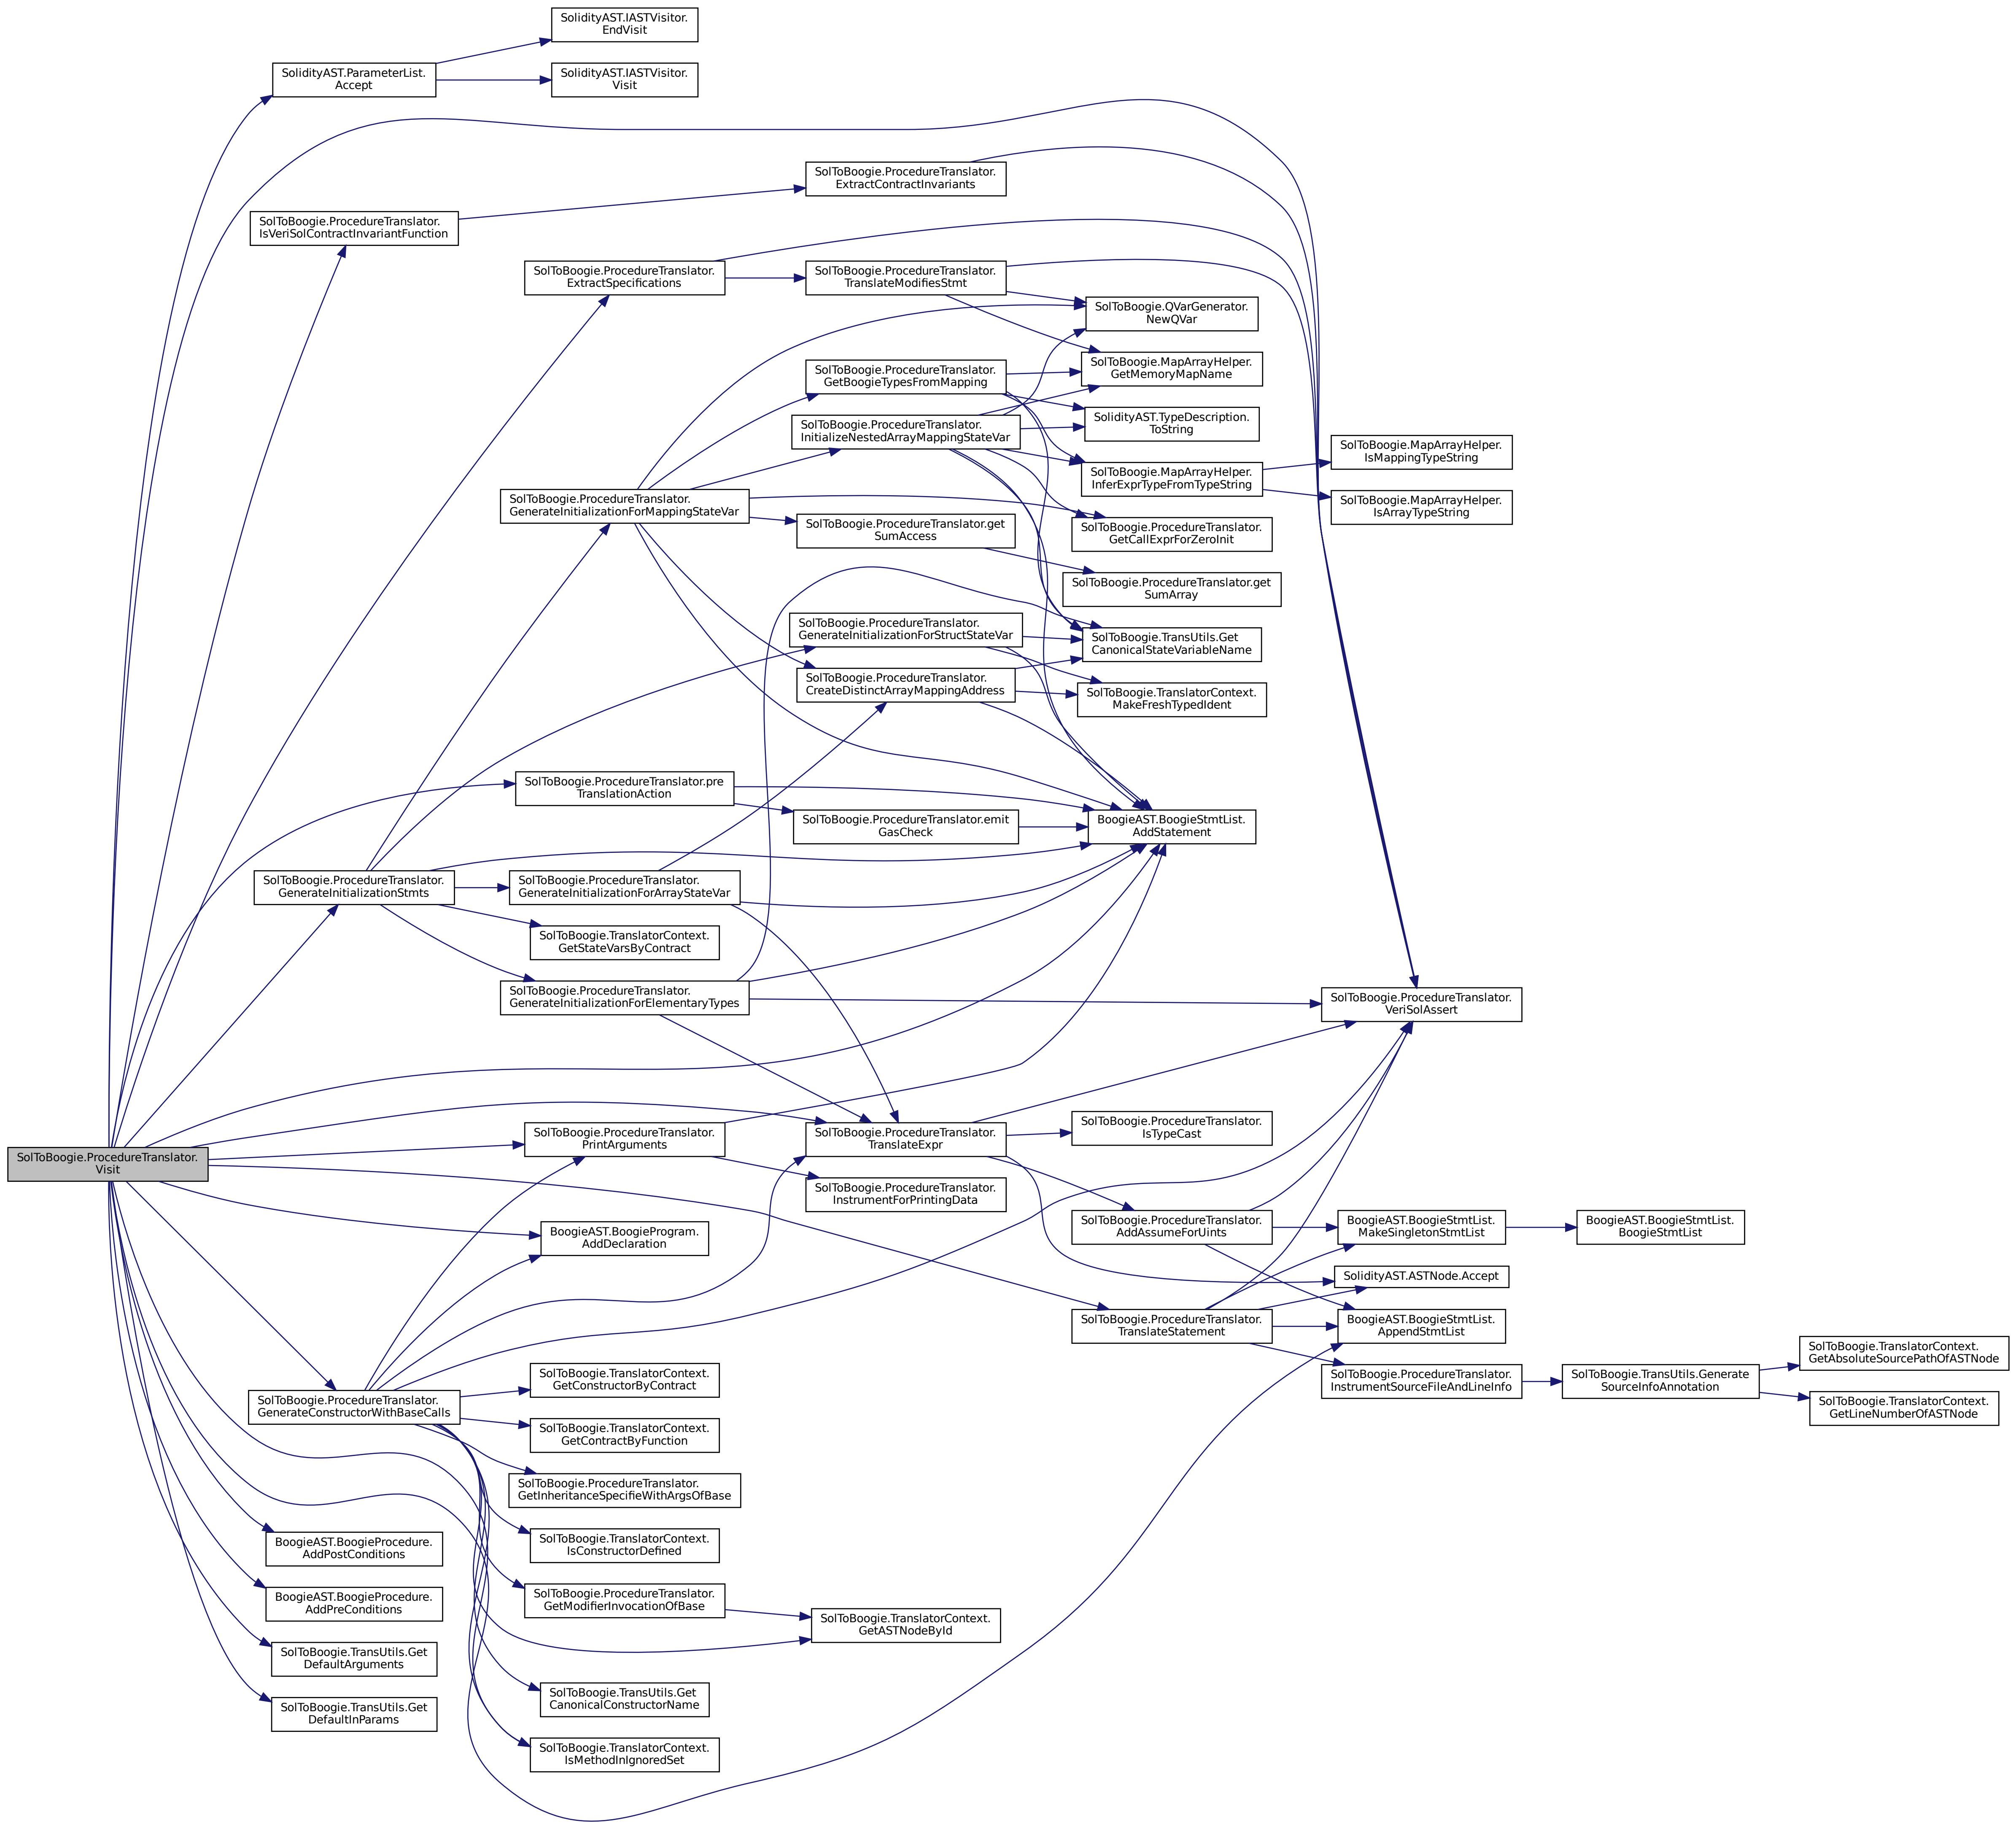 SolidityAST.IASTVisitor.
EndVisit
SolidityAST.ParameterList.
Accept
SolidityAST.IASTVisitor.
Visit
SolToBoogie.ProcedureTranslator.
ExtractContractInvariants
SolToBoogie.ProcedureTranslator.
IsVeriSolContractInvariantFunction
SolToBoogie.ProcedureTranslator.
ExtractSpecifications
SolToBoogie.ProcedureTranslator.
TranslateModifiesStmt
SolToBoogie.QVarGenerator.
NewQVar
SolToBoogie.MapArrayHelper.
GetMemoryMapName
SolToBoogie.ProcedureTranslator.
GetBoogieTypesFromMapping
SolidityAST.TypeDescription.
ToString
SolToBoogie.ProcedureTranslator.
InitializeNestedArrayMappingStateVar
SolToBoogie.MapArrayHelper.
IsMappingTypeString
SolToBoogie.MapArrayHelper.
InferExprTypeFromTypeString
SolToBoogie.MapArrayHelper.
IsArrayTypeString
SolToBoogie.ProcedureTranslator.
GenerateInitializationForMappingStateVar
SolToBoogie.ProcedureTranslator.get
SumAccess
SolToBoogie.ProcedureTranslator.
GetCallExprForZeroInit
SolToBoogie.ProcedureTranslator.get
SumArray
SolToBoogie.ProcedureTranslator.
GenerateInitializationForStructStateVar
SolToBoogie.TransUtils.Get
CanonicalStateVariableName
SolToBoogie.ProcedureTranslator.
CreateDistinctArrayMappingAddress
SolToBoogie.TranslatorContext.
MakeFreshTypedIdent
SolToBoogie.ProcedureTranslator.pre
TranslationAction
SolToBoogie.ProcedureTranslator.emit
GasCheck
BoogieAST.BoogieStmtList.
AddStatement
SolToBoogie.ProcedureTranslator.
GenerateInitializationStmts
SolToBoogie.ProcedureTranslator.
GenerateInitializationForArrayStateVar
SolToBoogie.TranslatorContext.
GetStateVarsByContract
SolToBoogie.ProcedureTranslator.
GenerateInitializationForElementaryTypes
SolToBoogie.ProcedureTranslator.
VeriSolAssert
SolToBoogie.ProcedureTranslator.
Visit
SolToBoogie.ProcedureTranslator.
PrintArguments
SolToBoogie.ProcedureTranslator.
TranslateExpr
SolToBoogie.ProcedureTranslator.
IsTypeCast
SolToBoogie.ProcedureTranslator.
InstrumentForPrintingData
BoogieAST.BoogieProgram.
AddDeclaration
SolToBoogie.ProcedureTranslator.
AddAssumeForUints
BoogieAST.BoogieStmtList.
MakeSingletonStmtList
BoogieAST.BoogieStmtList.
BoogieStmtList
SolidityAST.ASTNode.Accept
SolToBoogie.ProcedureTranslator.
TranslateStatement
BoogieAST.BoogieStmtList.
AppendStmtList
SolToBoogie.ProcedureTranslator.
InstrumentSourceFileAndLineInfo
SolToBoogie.TransUtils.Generate
SourceInfoAnnotation
SolToBoogie.TranslatorContext.
GetAbsoluteSourcePathOfASTNode
SolToBoogie.TranslatorContext.
GetLineNumberOfASTNode
SolToBoogie.ProcedureTranslator.
GenerateConstructorWithBaseCalls
SolToBoogie.TranslatorContext.
GetConstructorByContract
SolToBoogie.TranslatorContext.
GetContractByFunction
SolToBoogie.ProcedureTranslator.
GetInheritanceSpecifieWithArgsOfBase
SolToBoogie.TranslatorContext.
IsConstructorDefined
BoogieAST.BoogieProcedure.
AddPostConditions
BoogieAST.BoogieProcedure.
AddPreConditions
SolToBoogie.ProcedureTranslator.
GetModifierInvocationOfBase
SolToBoogie.TranslatorContext.
GetASTNodeById
SolToBoogie.TransUtils.Get
DefaultArguments
SolToBoogie.TransUtils.Get
CanonicalConstructorName
SolToBoogie.TransUtils.Get
DefaultInParams
SolToBoogie.TranslatorContext.
IsMethodInIgnoredSet